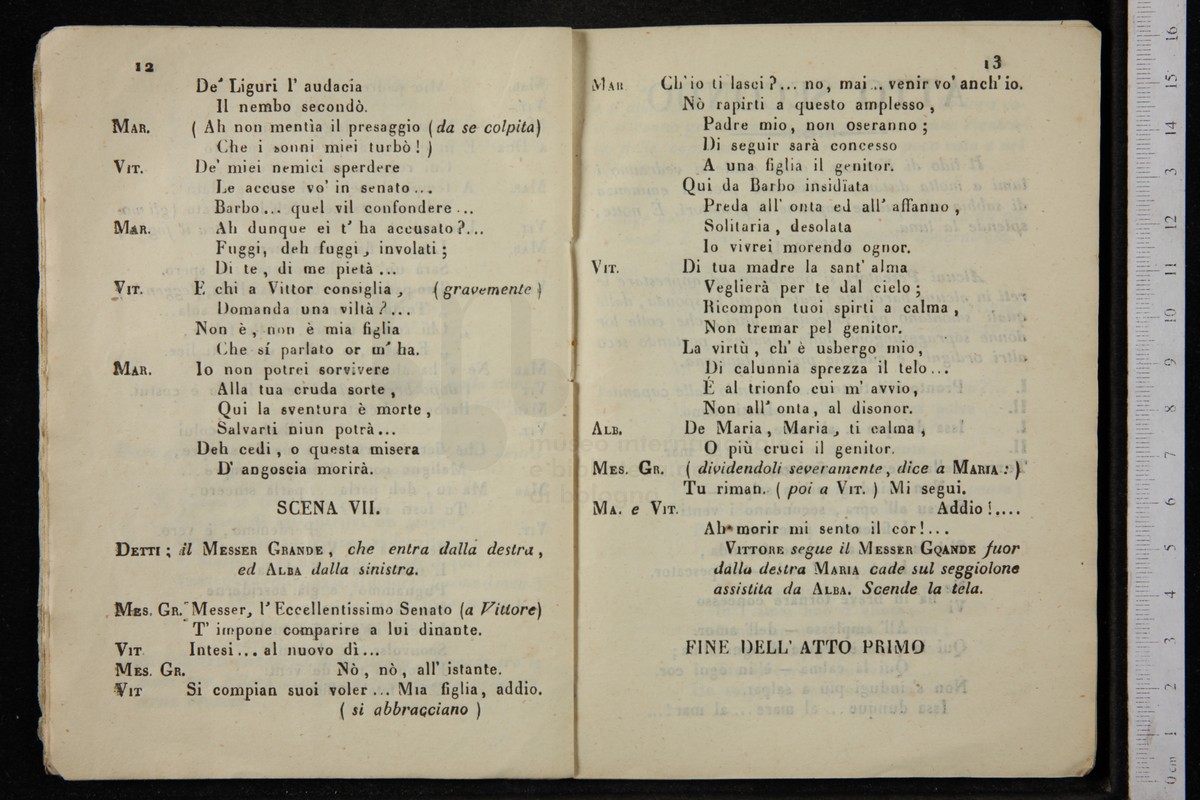 12
De' Liguri l' audacia
Il nembo secondò.
MAR. ( Ah non mentìa il presaggio (da se colpita)
Che i sonni miei turbò! )
VIT. De' miei nemici sperdere
Le accuse vo' in senato ...
Barbo ... quel vil confondere ...
MAR. Ah dunque ei t' ha accusato?...
Fuggi, deh fuggi, involati;
Di te, di me pietà ...
VIT. E chi a Vittor consiglia, ( gravemente )
Domanda una viltà?...
Non è, non è mia figlia
Che sí parlato or m' ha.
MAR. Io non potrei sorvivere
Alla tua cruda sorte,
Qui la sventura è morte,
Salvarti niun potrà...
Deh cedi, o questa misera
D' angoscia morirà.
SCENA VII.
DETTI; il MESSER GRANDE, che entra dalla destra,
ed ALBA dalla sinistra.
MES. GR. Messer, l' Eccellentissimo Senato (a Vittore)
T' impone comparire a lui dinante.
VIT Intesi... al nuovo dì...
MES. GR. Nò, nò, all' istante.
VIT Si compian suoi voler ... Mia figlia, addio.
( si abbracciano )
13
MAR Ch' io ti lasci?... no, mai ... venir vo' anch' io.
Nò rapirti a questo amplesso,
Padre mio, non oseranno;
Di seguir sarà concesso
A una figlia il genitor.
Qui da Barbo insidiata
Preda all' onta ed all' affanno,
Solitaria, desolata
Io vivrei morendo ognor.
VIT. Di tua madre la sant' alma
Veglierà per te dal cielo;
Ricompon tuoi spirti a calma,
Non tremar pel genitor.
La virtù, ch' è usbergo mio,
Di calunnia sprezza il telo...
É al trionfo cui m' avvio,
Non all' onta, al disonor.
ALB. De Maria, Maria, ti calma,
O più cruci il genitor.
MES. GR. ( dividendoli severamente, dice a MARIA: )
Tu riman. ( poi a VIT. ) Mi segui.
MA. e VIT. Addio!....
Ah morir mi sento il cor!...
VITTORE segue il MESSER GQANDE fuor
dalla destra MARIA cade sul seggiolone
assistita da ALBA. Scende la tela.
FINE DELL' ATTO PRIMO